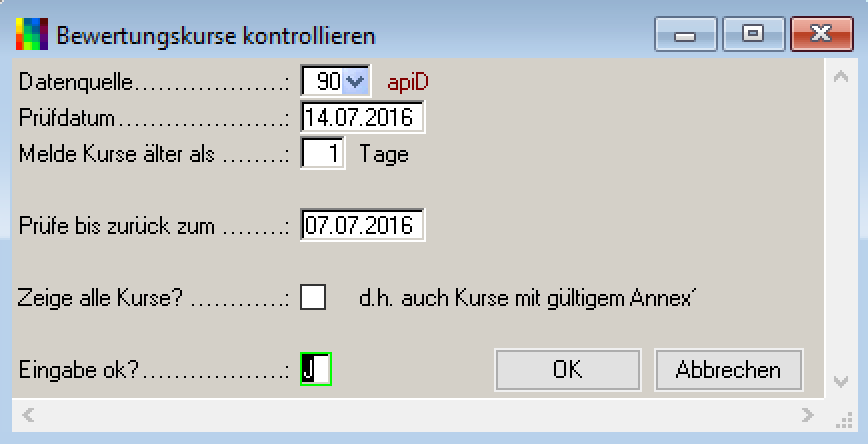 Bewertungskurse kontrollieren
Datenquelle..................: 90 apiD
Prüfdatum....................: 14.07.2016
Melde Kurse älter als ........: 1 Tage
Prüfe bis zurück zum ........: 07.07.2016
Zeige alle Kurse? ............: d.h. auch Kurse mit gültigem Annex´
Eingabe ok?..................: J OK Abbrechen